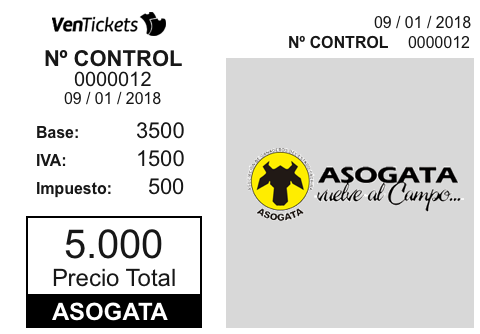 VenTickets
Nº CONTROL
0000012
09 / 01 / 2018
Base: 3500
IVA: 1500
Impuesto: 500
5.000
Precio Total
ASOGATA
09 / 01 / 2018
Nº CONTROL 0000012
ASOGATA
vuelve al Campo...
ASOGATA